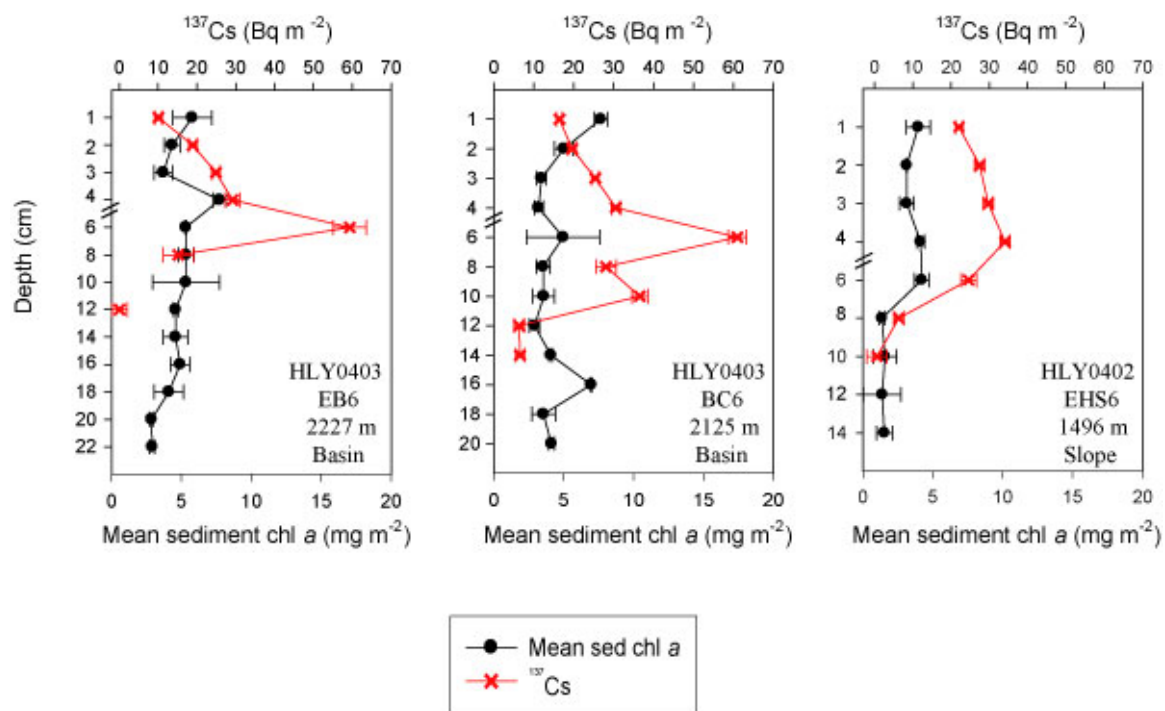 ¹³⁷Cs (Bq m ⁻²)
0 10 20 30 40 50 60 70
Depth (cm)
1
2
3
4
6
8
10
12
14
16
18
20
22
HLY0403
EB6
2227 m
Basin
0 5 10 15 20
Mean sediment chl a (mg m⁻²)
¹³⁷Cs (Bq m ⁻²)
0 10 20 30 40 50 60 70
1
2
3
4
6
8
10
12
14
16
18
20
HLY0403
BC6
2125 m
Basin
0 5 10 15 20
Mean sediment chl a (mg m⁻²)
¹³⁷Cs (Bq m ⁻²)
0 10 20 30 40 50 60 70
1
2
3
4
6
8
10
12
14
HLY0402
EHS6
1496 m
Slope
0 5 10 15 20
Mean sediment chl a (mg m⁻²)
Mean sed chl a
¹³⁷Cs